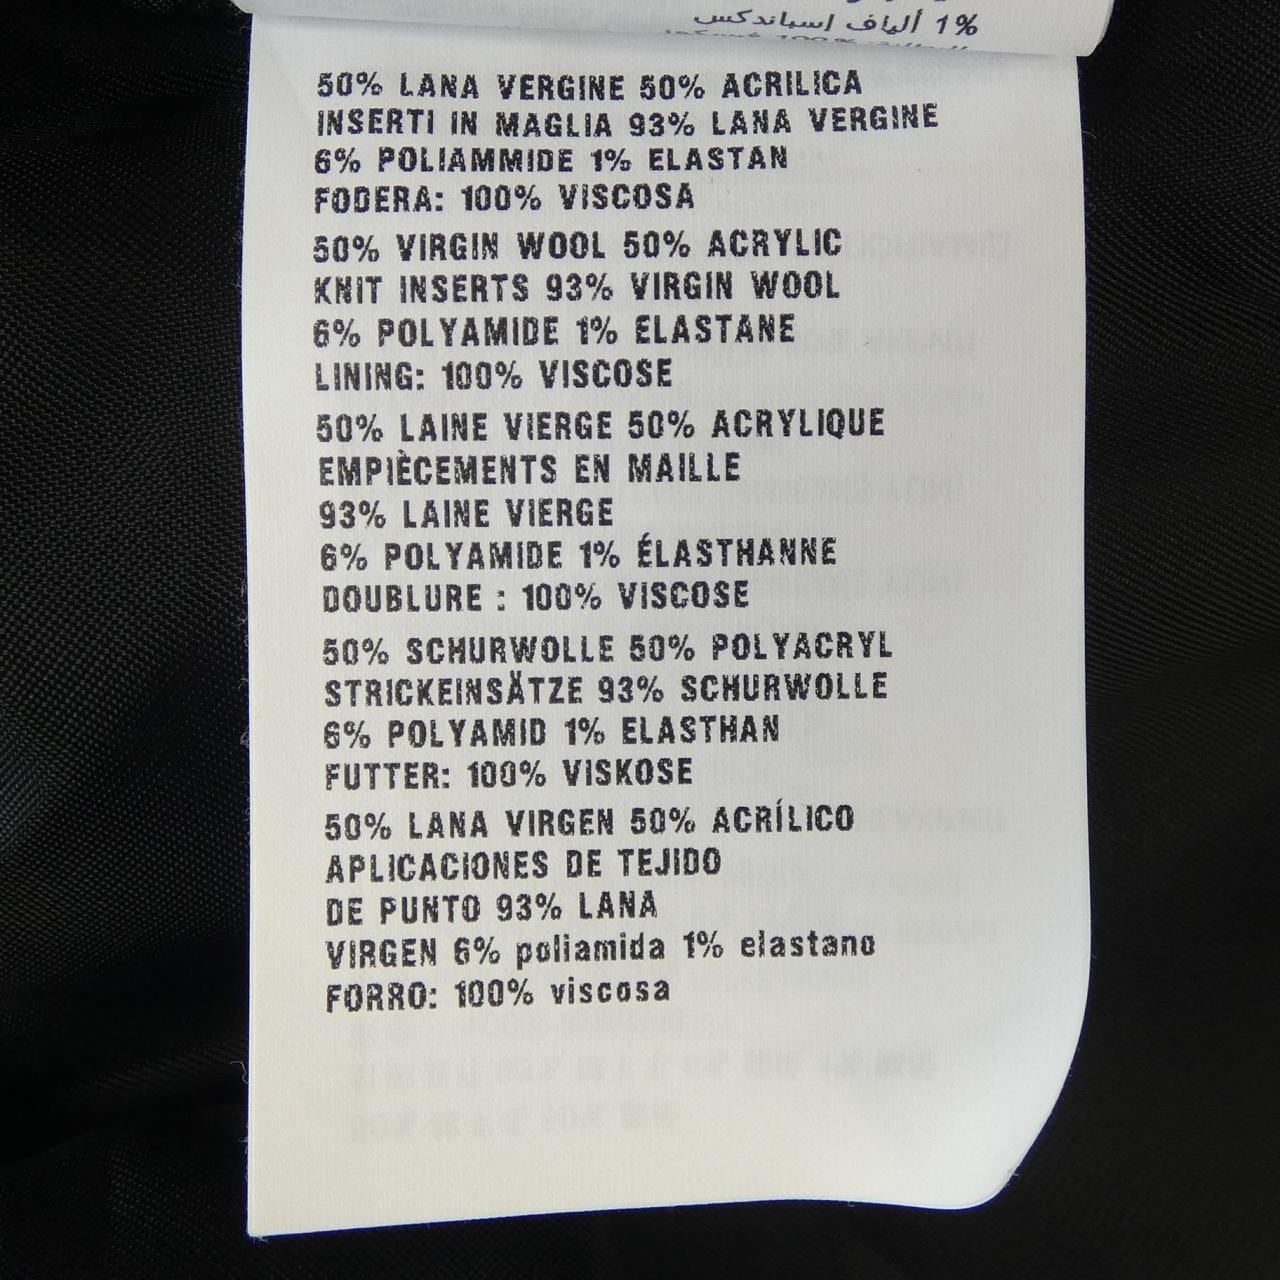 1% ألياف إسباندكس
50% LANA VERGINE 50% ACRILICA
INSERTI IN MAGLIA 93% LANA VERGINE
6% POLIAMMIDE 1% ELASTAN
FODERA: 100% VISCOSA
50% VIRGIN WOOL 50% ACRYLIC
KNIT INSERTS 93% VIRGIN WOOL
6% POLYAMIDE 1% ELASTANE
LINING: 100% VISCOSE
50% LAINE VIERGE 50% ACRYLIQUE
EMPIÈCEMENTS EN MAILLE
93% LAINE VIERGE
6% POLYAMIDE 1% ÉLASTHANNE
DOUBLURE : 100% VISCOSE
50% SCHURWOLLE 50% POLYACRYL
STRICKEINSÄTZE 93% SCHURWOLLE
6% POLYAMID 1% ELASTHAN
FUTTER: 100% VISKOSE
50% LANA VIRGEN 50% ACRÍLICO
APLICACIONES DE TEJIDO
DE PUNTO 93% LANA
VIRGEN 6% poliamida 1% elastano
FORRO: 100% viscosa